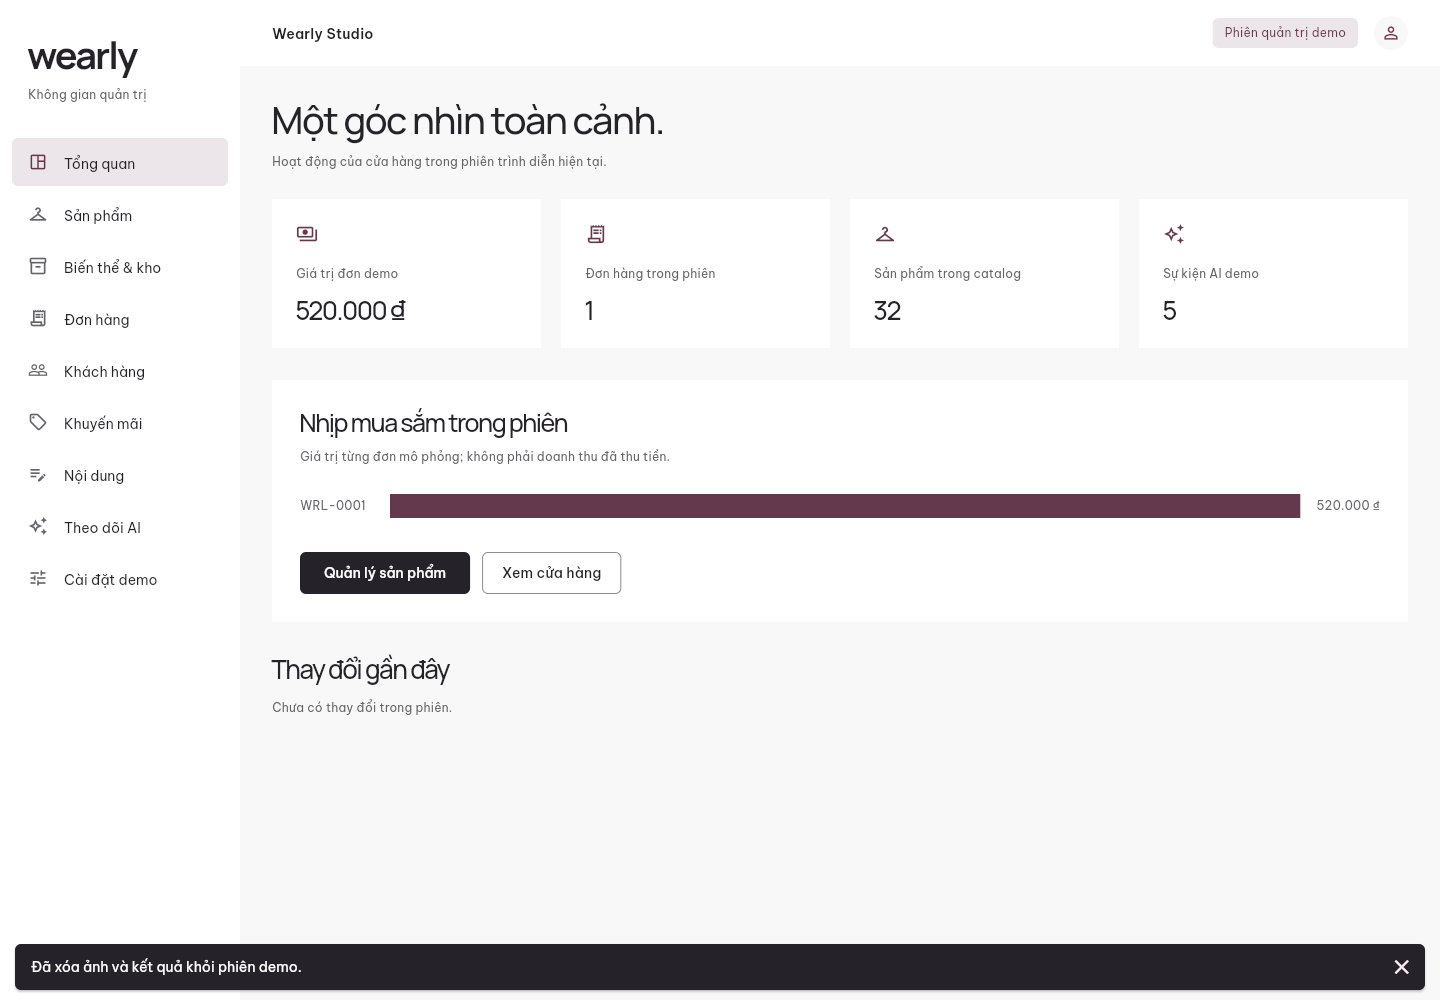 wearly
Không gian quản trị
Tổng quan
Sản phẩm
Biến thể & kho
Đơn hàng
Khách hàng
Khuyến mãi
Nội dung
Theo dõi AI
Cài đặt demo
Wearly Studio
Phiên quản trị demo
Một góc nhìn toàn cảnh.
Hoạt động của cửa hàng trong phiên trình diễn hiện tại.
Giá trị đơn demo
520.000 ₫
Đơn hàng trong phiên
1
Sản phẩm trong catalog
32
Sự kiện AI demo
5
Nhịp mua sắm trong phiên
Giá trị từng đơn mô phỏng; không phải doanh thu đã thu tiền.
WRL-0001 520.000 ₫
Quản lý sản phẩm Xem cửa hàng
Thay đổi gần đây
Chưa có thay đổi trong phiên.
Đã xóa ảnh và kết quả khỏi phiên demo.